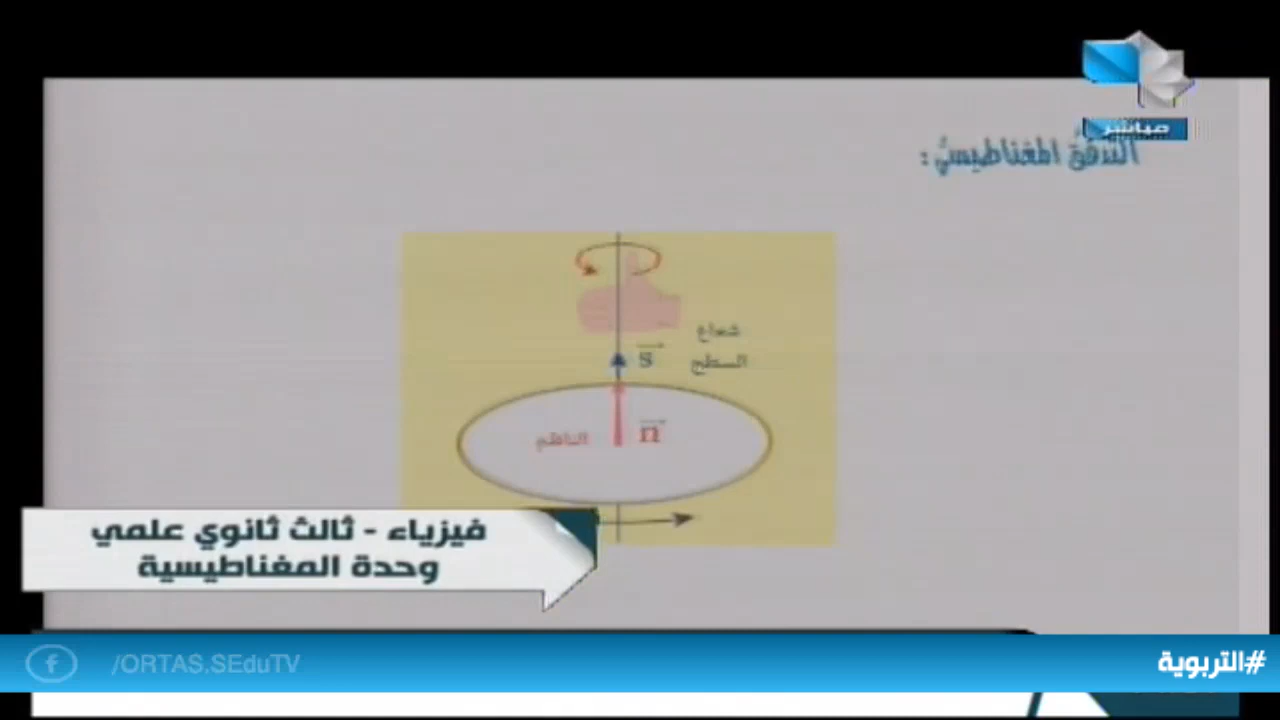 مباشر
التدفق المغناطيسي :
شعاع
السطح
s
n
الناظم
فيزياء - ثالث ثانوي علمي
وحدة المغناطيسية
/ORTAS.SEduTV
#التربوية